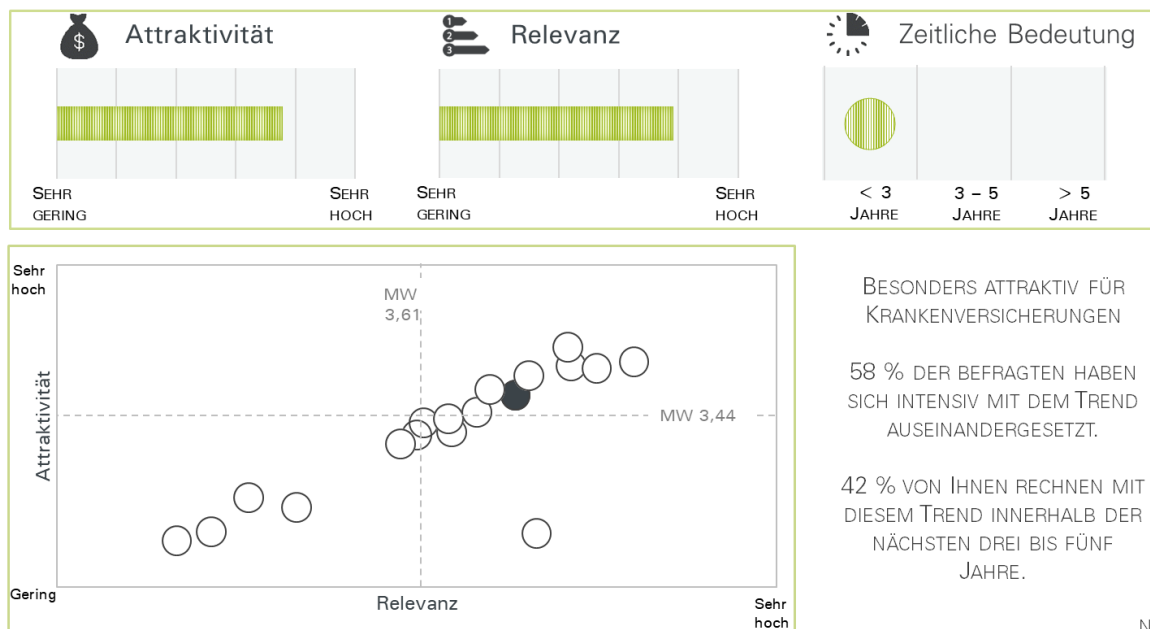 $ Attraktivität
1
2
3
Relevanz
Zeitliche Bedeutung
SEHR GERING
SEHR HOCH
SEHR GERING
SEHR HOCH
< 3 JAHRE
3 – 5 JAHRE
> 5 JAHRE
Sehr hoch
MW 3,61
MW 3,44
Attraktivität
Gering
Relevanz
Sehr hoch
BESONDERS ATTRAKTIV FÜR
KRANKENVERSICHERUNGEN
58 % DER BEFRAGTEN HABEN
SICH INTENSIV MIT DEM TREND
AUSEINANDERGESETZT.
42 % VON IHNEN RECHNEN MIT
DIESEM TREND INNERHALB DER
NÄCHSTEN DREI BIS FÜNF
JAHRE.